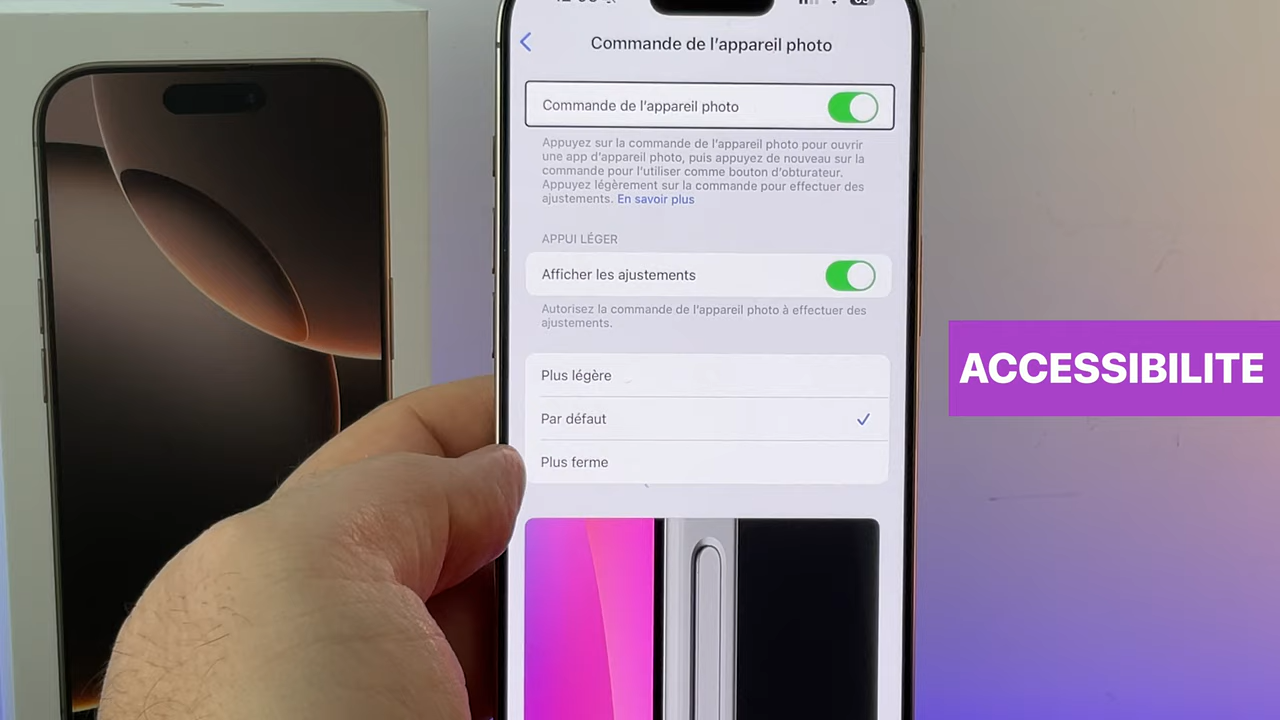 Commande de l'appareil photo
Commande de l'appareil photo
Appuyez sur la commande de l'appareil photo pour ouvrir
une app d'appareil photo, puis appuyez de nouveau sur la
commande pour l'utiliser comme bouton d'obturateur.
Appuyez légèrement sur la commande pour effectuer des
ajustements. En savoir plus
APPUI LÉGER
Afficher les ajustements
Autorisez la commande de l'appareil photo à effectuer des
ajustements.
Plus légère
Par défaut
Plus ferme
ACCESSIBILITE